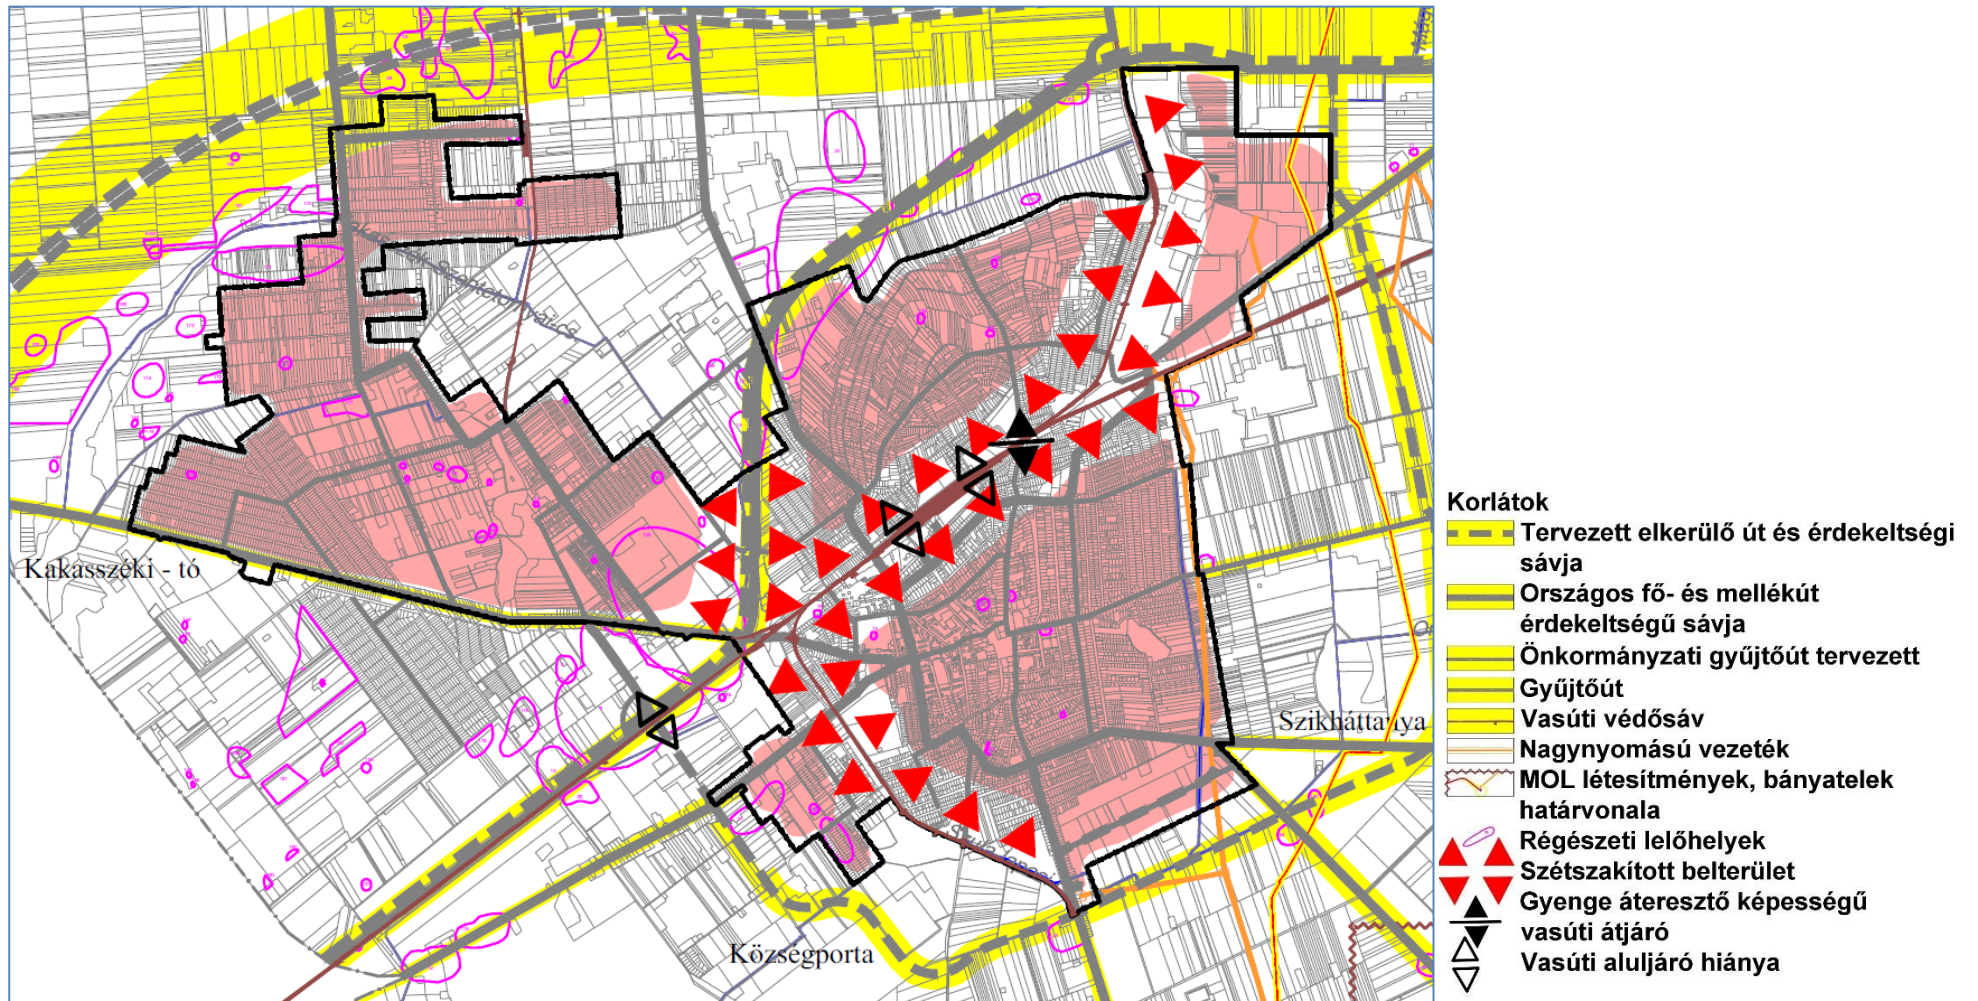 Kakasszéki - tó
Szikháttanya
Községporta
Korlátok
Tervezett elkerülő út és érdekeltségi
sávja
Országos fő- és mellékút
érdekeltségű sávja
Önkormányzati gyűjtőút tervezett
Gyűjtőút
Vasúti védősáv
Nagynyomású vezeték
MOL létesítmények, bányatelek
határvonala
Régészeti lelőhelyek
Szétszakított belterület
Gyenge áteresztő képességű
vasúti átjáró
Vasúti aluljáró hiánya